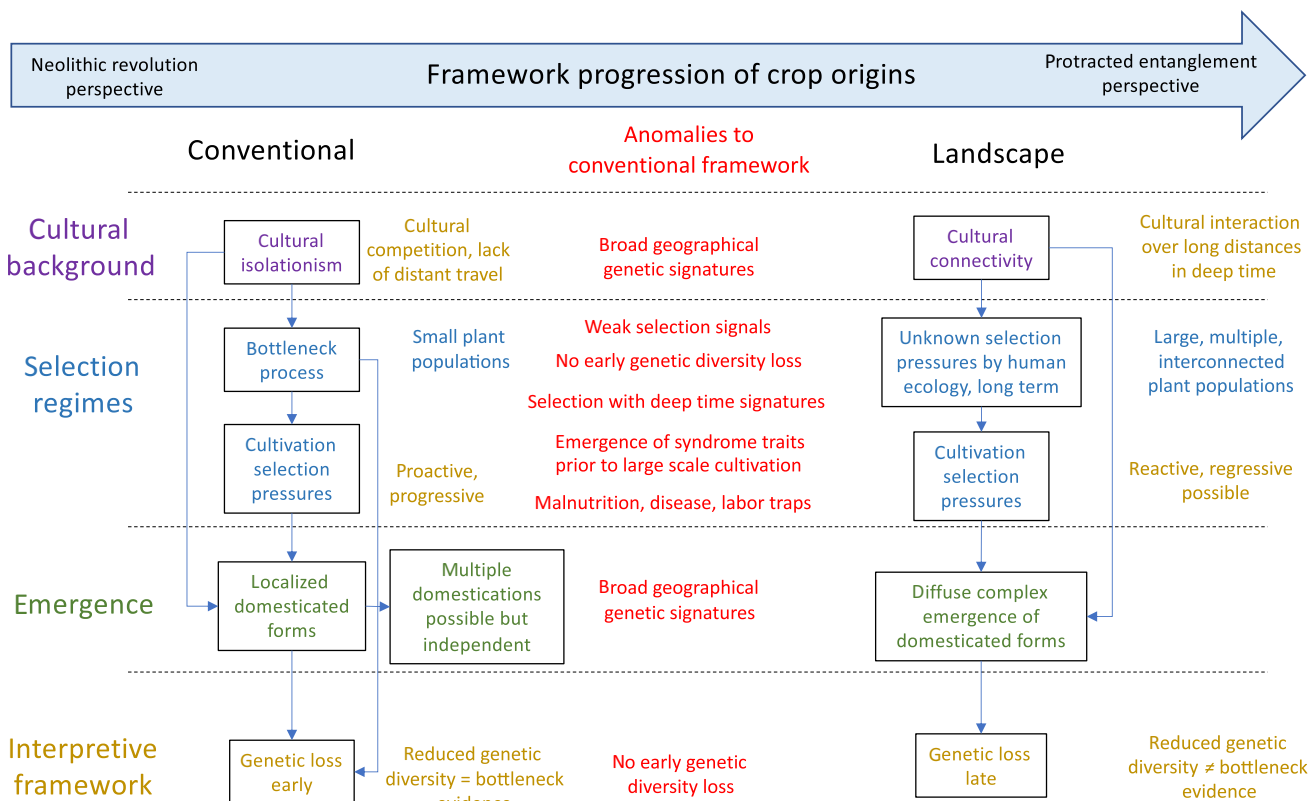 Neolithic revolution
perspective
Framework progression of crop origins
Protracted entanglement
perspective
Conventional
Anomalies to
conventional framework
Landscape
Cultural
background
Cultural
isolationism
Cultural
competition, lack
of distant travel
Broad geographical
genetic signatures
Cultural
connectivity
Cultural interaction
over long distances
in deep time
Selection
regimes
Bottleneck
process
Small plant
populations
Weak selection signals
No early genetic diversity loss
Selection with deep time signatures
Unknown selection
pressures by human
ecology, long term
Large, multiple,
interconnected
plant populations
Cultivation
selection
pressures
Proactive,
progressive
Emergence of syndrome traits
prior to large scale cultivation
Malnutrition, disease, labor traps
Cultivation
selection
pressures
Reactive, regressive
possible
Emergence
Localized
domesticated
forms
Multiple
domestications
possible but
independent
Broad geographical
genetic signatures
Diffuse complex
emergence of
domesticated forms
Interpretive
framework
Genetic loss
early
Reduced genetic
diversity = bottleneck
evidence
No early genetic
diversity loss
Genetic loss
late
Reduced genetic
diversity ≠ bottleneck
evidence